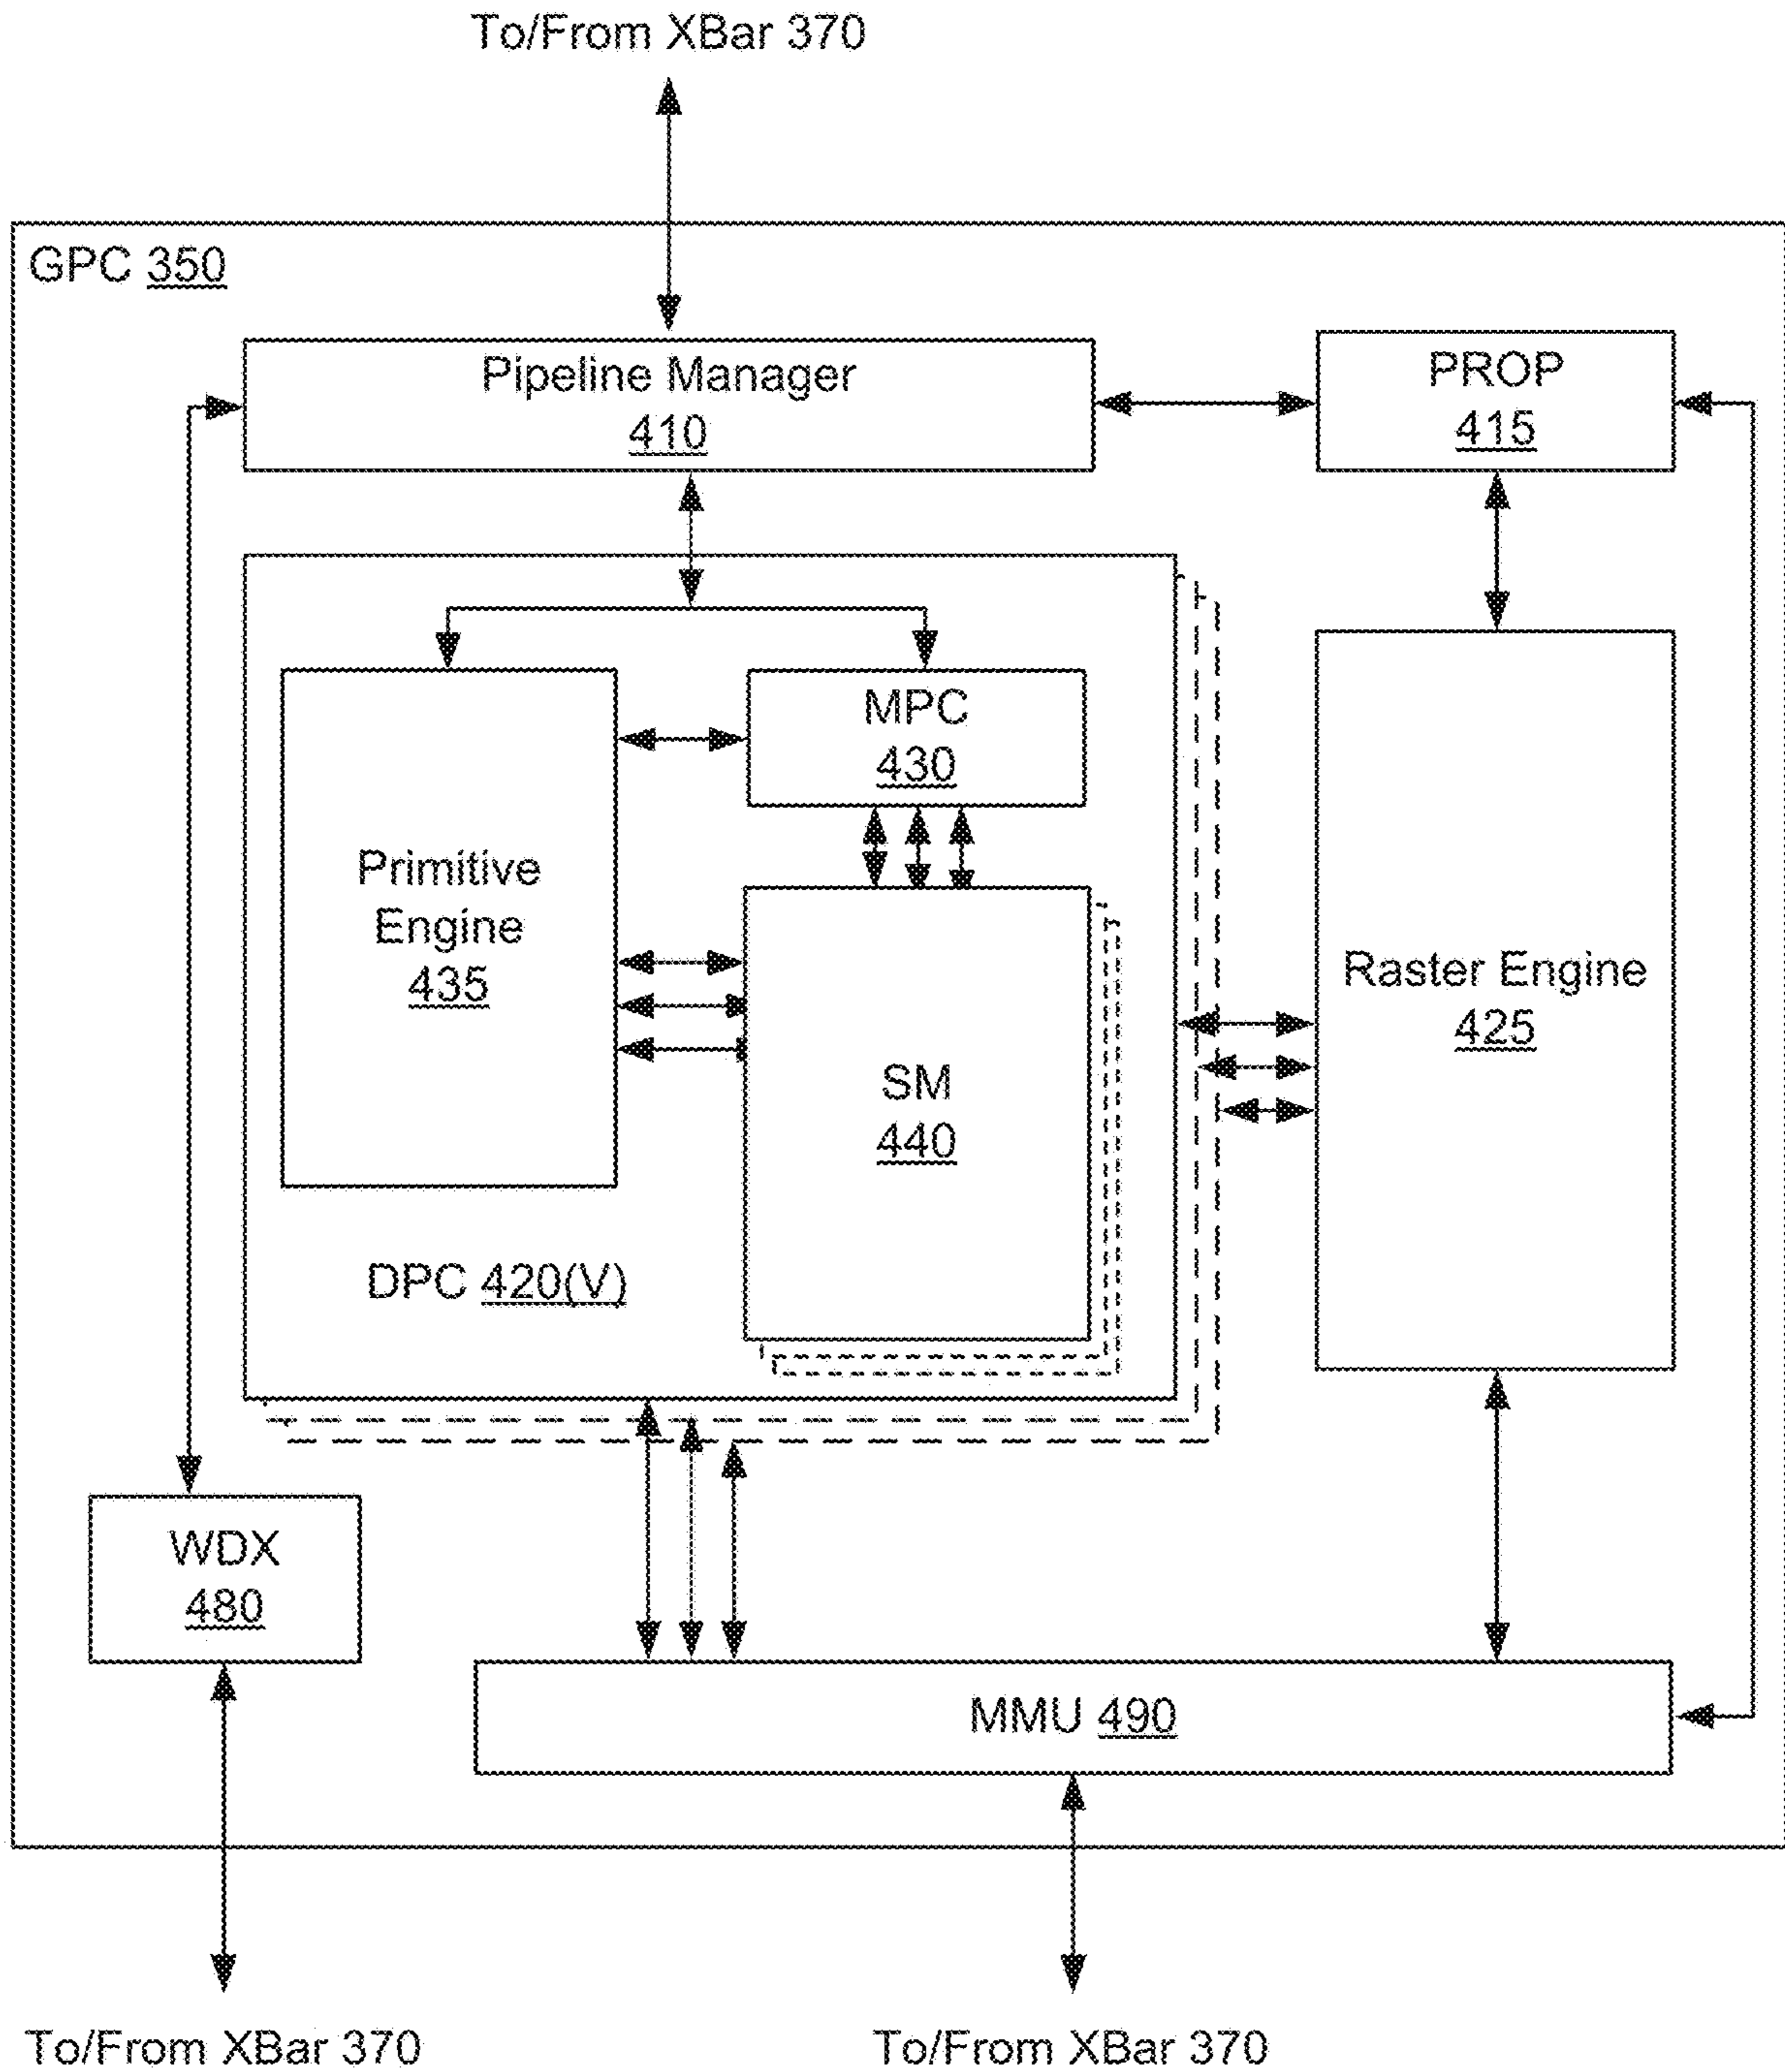 To/From XBar 370
GPC 350
Pipeline Manager
410
PROP
415
MPC
430
Primitive
Engine
435
SM
440
Raster Engine
425
DPC 420(V)
WDX
480
MMU 490
To/From XBar 370
To/From XBar 370